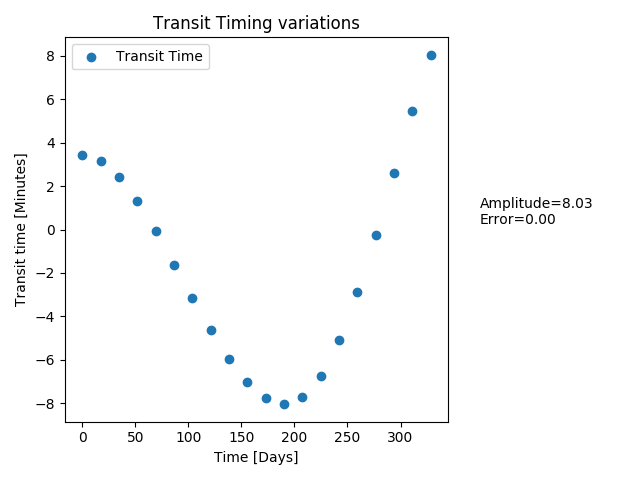 Transit Timing variations
Transit Time
8
6
4
2
0
−2
−4
−6
−8
Transit time [Minutes]
0 50 100 150 200 250 300
Time [Days]
Amplitude=8.03
Error=0.00